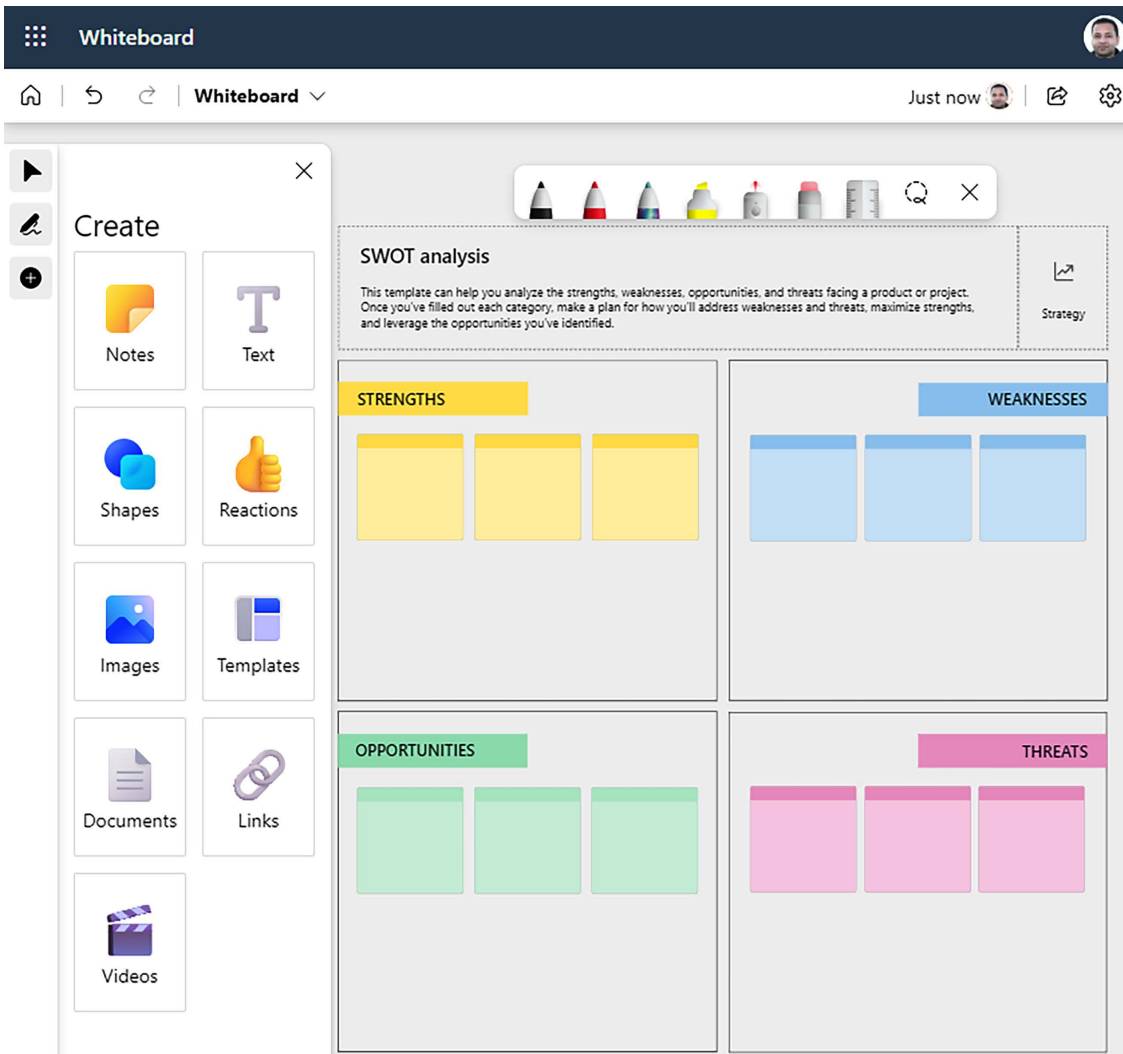 Whiteboard
Whiteboard
Just now
Create
Notes
Text
Shapes
Reactions
Images
Templates
Documents
Links
Videos
SWOT analysis
This template can help you analyze the strengths, weaknesses, opportunities, and threats facing a product or project.
Once you've filled out each category, make a plan for how you'll address weaknesses and threats, maximize strengths,
and leverage the opportunities you've identified.
Strategy
STRENGTHS
WEAKNESSES
OPPORTUNITIES
THREATS